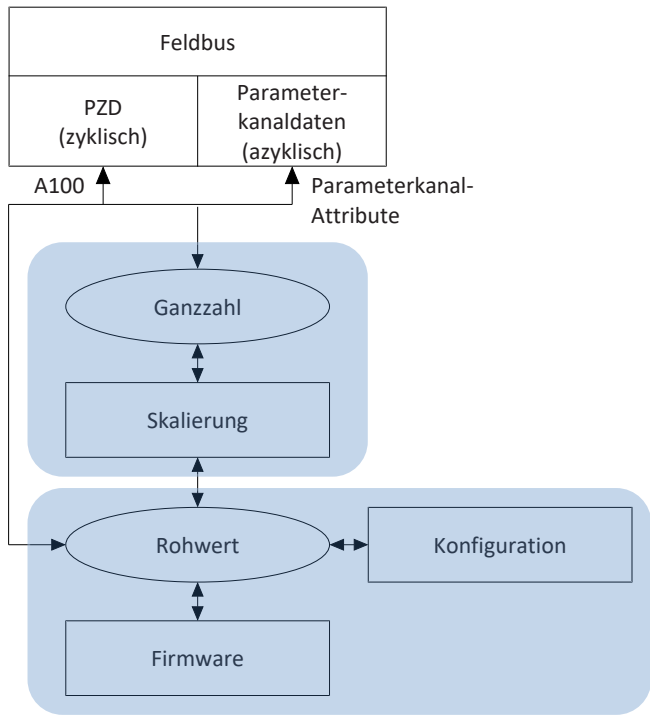 Feldbus
PZD
(zyklisch)
Parameter-
kanaldaten
(azyklisch)
A100
Parameterkanal-
Attribute
Ganzzahl
Skalierung
Rohwert
Konfiguration
Firmware